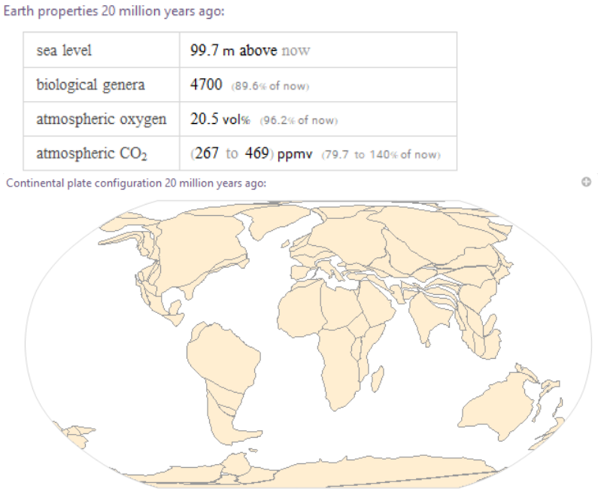 Earth properties 20 million years ago:
sea level 99.7 m above now
biological genera 4700 (89.6% of now)
atmospheric oxygen 20.5 vol% (96.2% of now)
atmospheric CO₂ (267 to 469) ppmv (79.7 to 140% of now)
Continental plate configuration 20 million years ago: